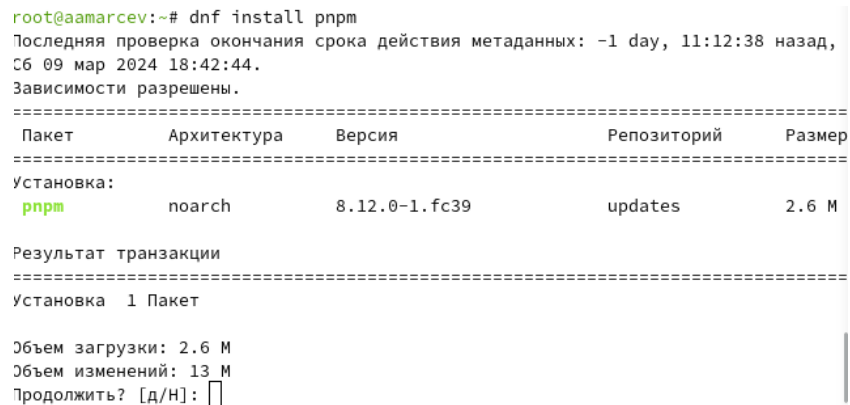 root@aamarcev:~# dnf install pnpm
Последняя проверка окончания срока действия метаданных: -1 day, 11:12:38 назад,
Сб 09 мар 2024 18:42:44.
Зависимости разрешены.
================================================================================
Пакет Архитектура Версия Репозиторий Размер
================================================================================
Установка:
pnpm noarch 8.12.0-1.fc39 updates 2.6 M
Результат транзакции
================================================================================
Установка 1 Пакет
Объем загрузки: 2.6 M
Объем изменений: 13 M
Продолжить? [д/Н]: